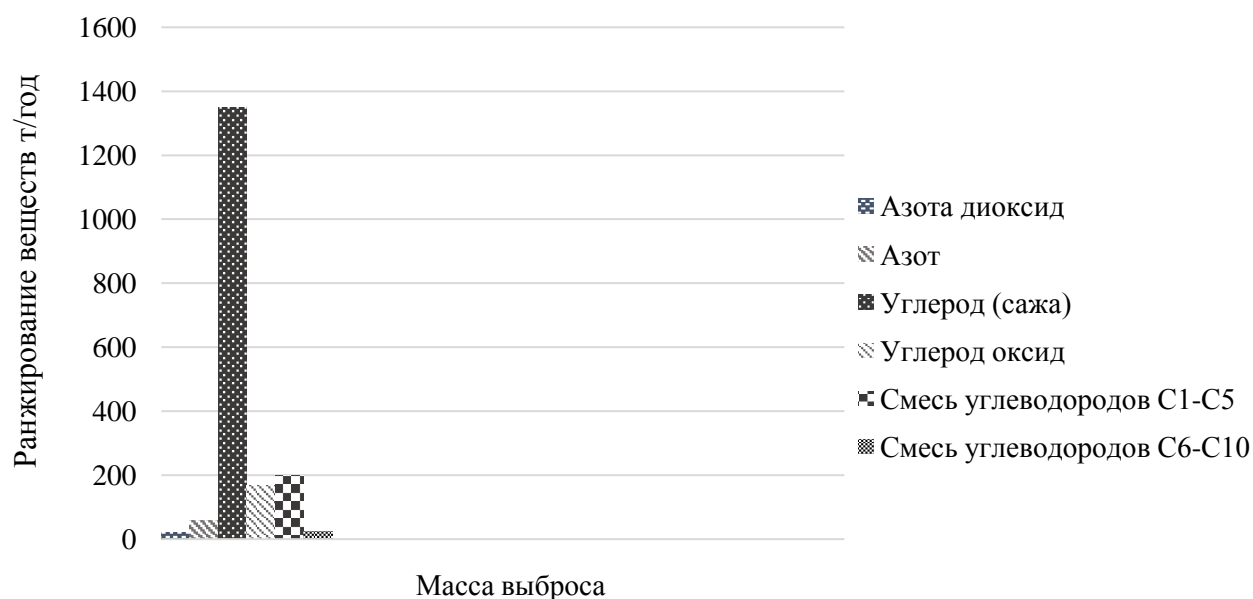 1600
1400
1200
1000
800
600
400
200
0
Ранжирование веществ т/год
Масса выброса
Азота диоксид
Азот
Углерод (сажа)
Углерод оксид
Смесь углеводородов С1-С5
Смесь углеводородов С6-С10